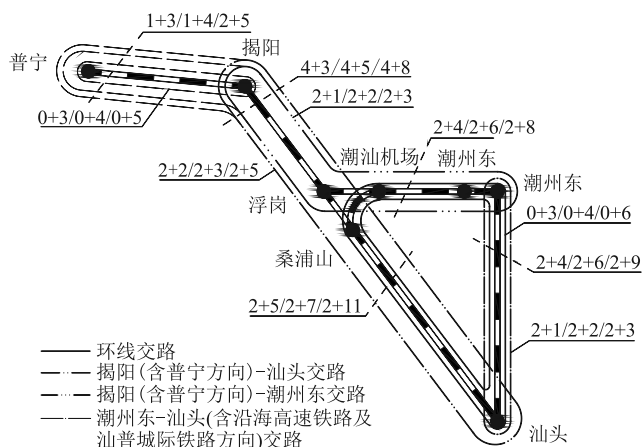 1+3/1+4/2+5
揭阳
普宁
4+3/4+5/4+8
2+1/2+2/2+3
0+3/0+4/0+5
2+4/2+6/2+8
潮汕机场
潮州东
潮州东
2+2/2+3/2+5
浮岗
0+3/0+4/0+6
桑浦山
2+4/2+6/2+9
2+5/2+7/2+11
2+1/2+2/2+3
环线交路
揭阳(含普宁方向)-汕头交路
揭阳(含普宁方向)-潮州东交路
潮州东-汕头(含沿海高速铁路及
汕普城际铁路方向)交路
汕头